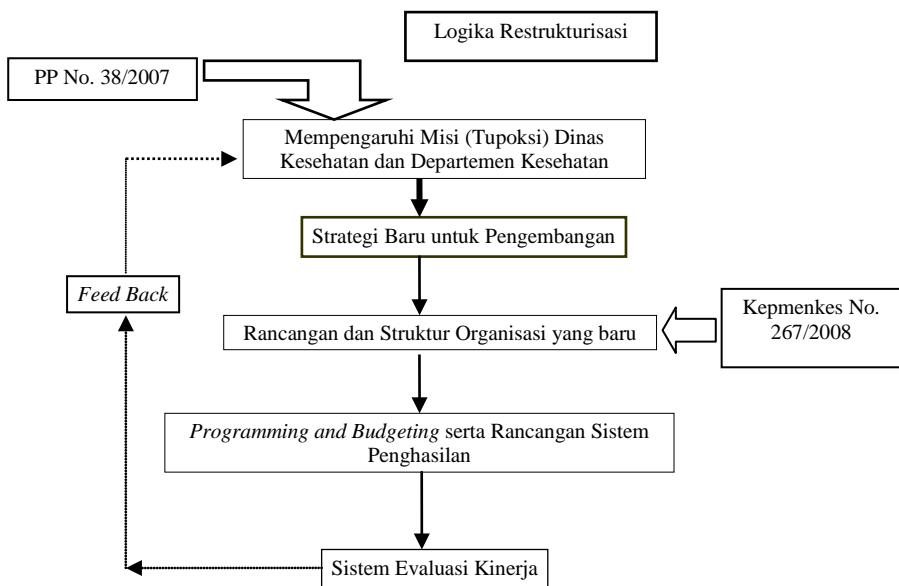 Logika Restrukturisasi
PP No. 38/2007
Mempengaruhi Misi (Tupoksi) Dinas
Kesehatan dan Departemen Kesehatan
Strategi Baru untuk Pengembangan
Feed Back
Rancangan dan Struktur Organisasi yang baru
Kepmenkes No.
267/2008
Programming and Budgeting serta Rancangan Sistem
Penghasilan
Sistem Evaluasi Kinerja